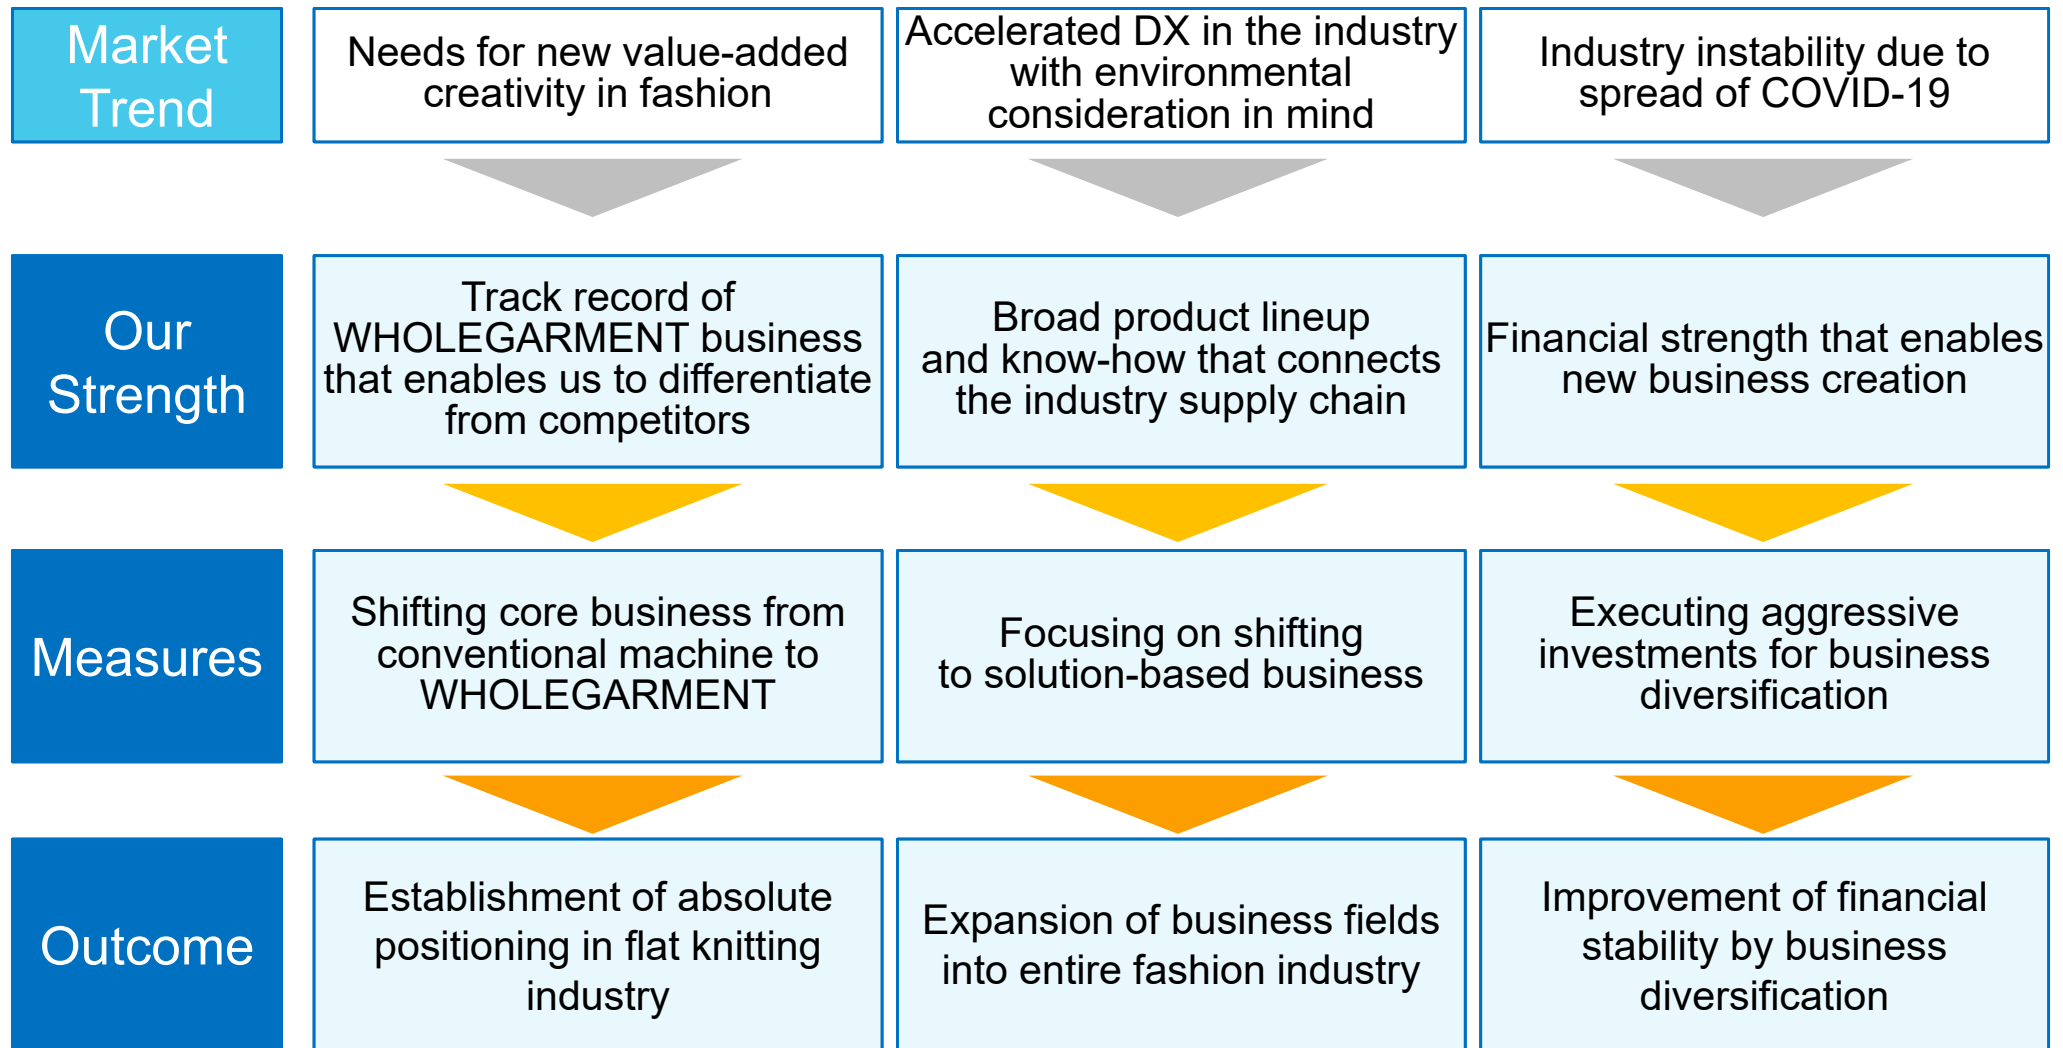 Market
Trend
Needs for new value-added
creativity in fashion
Accelerated DX in the industry
with environmental
consideration in mind
Industry instability due to
spread of COVID-19
Our
Strength
Track record of
WHOLEGARMENT business
that enables us to differentiate
from competitors
Broad product lineup
and know-how that connects
the industry supply chain
Financial strength that enables
new business creation
Measures
Shifting core business from
conventional machine to
WHOLEGARMENT
Focusing on shifting
to solution-based business
Executing aggressive
investments for business
diversification
Outcome
Establishment of absolute
positioning in flat knitting
industry
Expansion of business fields
into entire fashion industry
Improvement of financial
stability by business
diversification